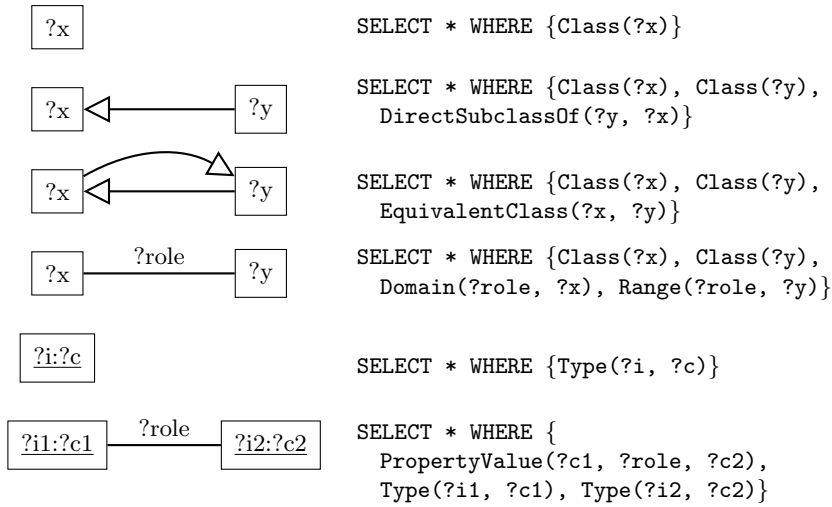 ?x
SELECT * WHERE {Class(?x)}
?x ?y
SELECT * WHERE {Class(?x), Class(?y),
DirectSubclassOf(?y, ?x)}
?x ?y
SELECT * WHERE {Class(?x), Class(?y),
EquivalentClass(?x, ?y)}
?x ?role ?y
SELECT * WHERE {Class(?x), Class(?y),
Domain(?role, ?x), Range(?role, ?y)}
?i:?c
SELECT * WHERE {Type(?i, ?c)}
?i1:?c1 ?role ?i2:?c2
SELECT * WHERE {
PropertyValue(?c1, ?role, ?c2),
Type(?i1, ?c1), Type(?i2, ?c2)}